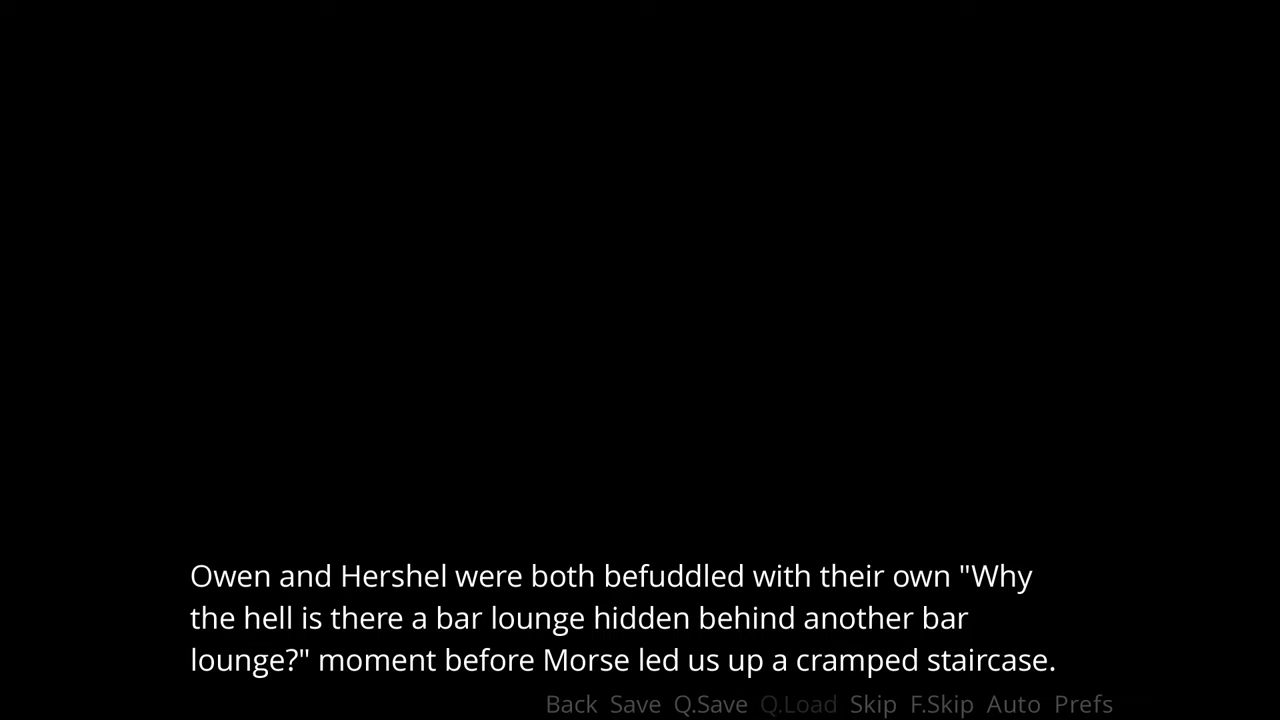 Owen and Hershel were both befuddled with their own "Why
the hell is there a bar lounge hidden behind another bar
lounge?" moment before Morse led us up a cramped staircase.
Back Save Q.Save Q.Load Skip F.Skip Auto Prefs